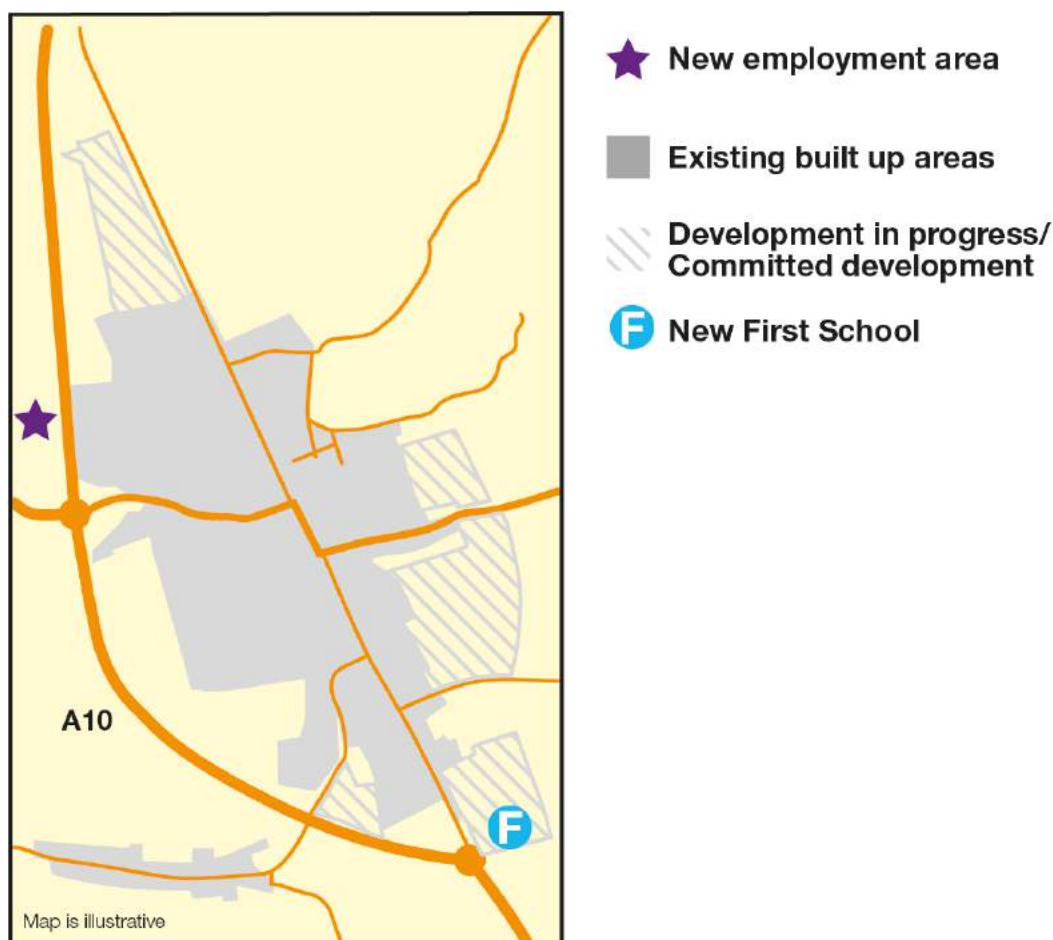 New employment area
Existing built up areas
Development in progress/
Committed development
F New First School
A10
F
Map is illustrative